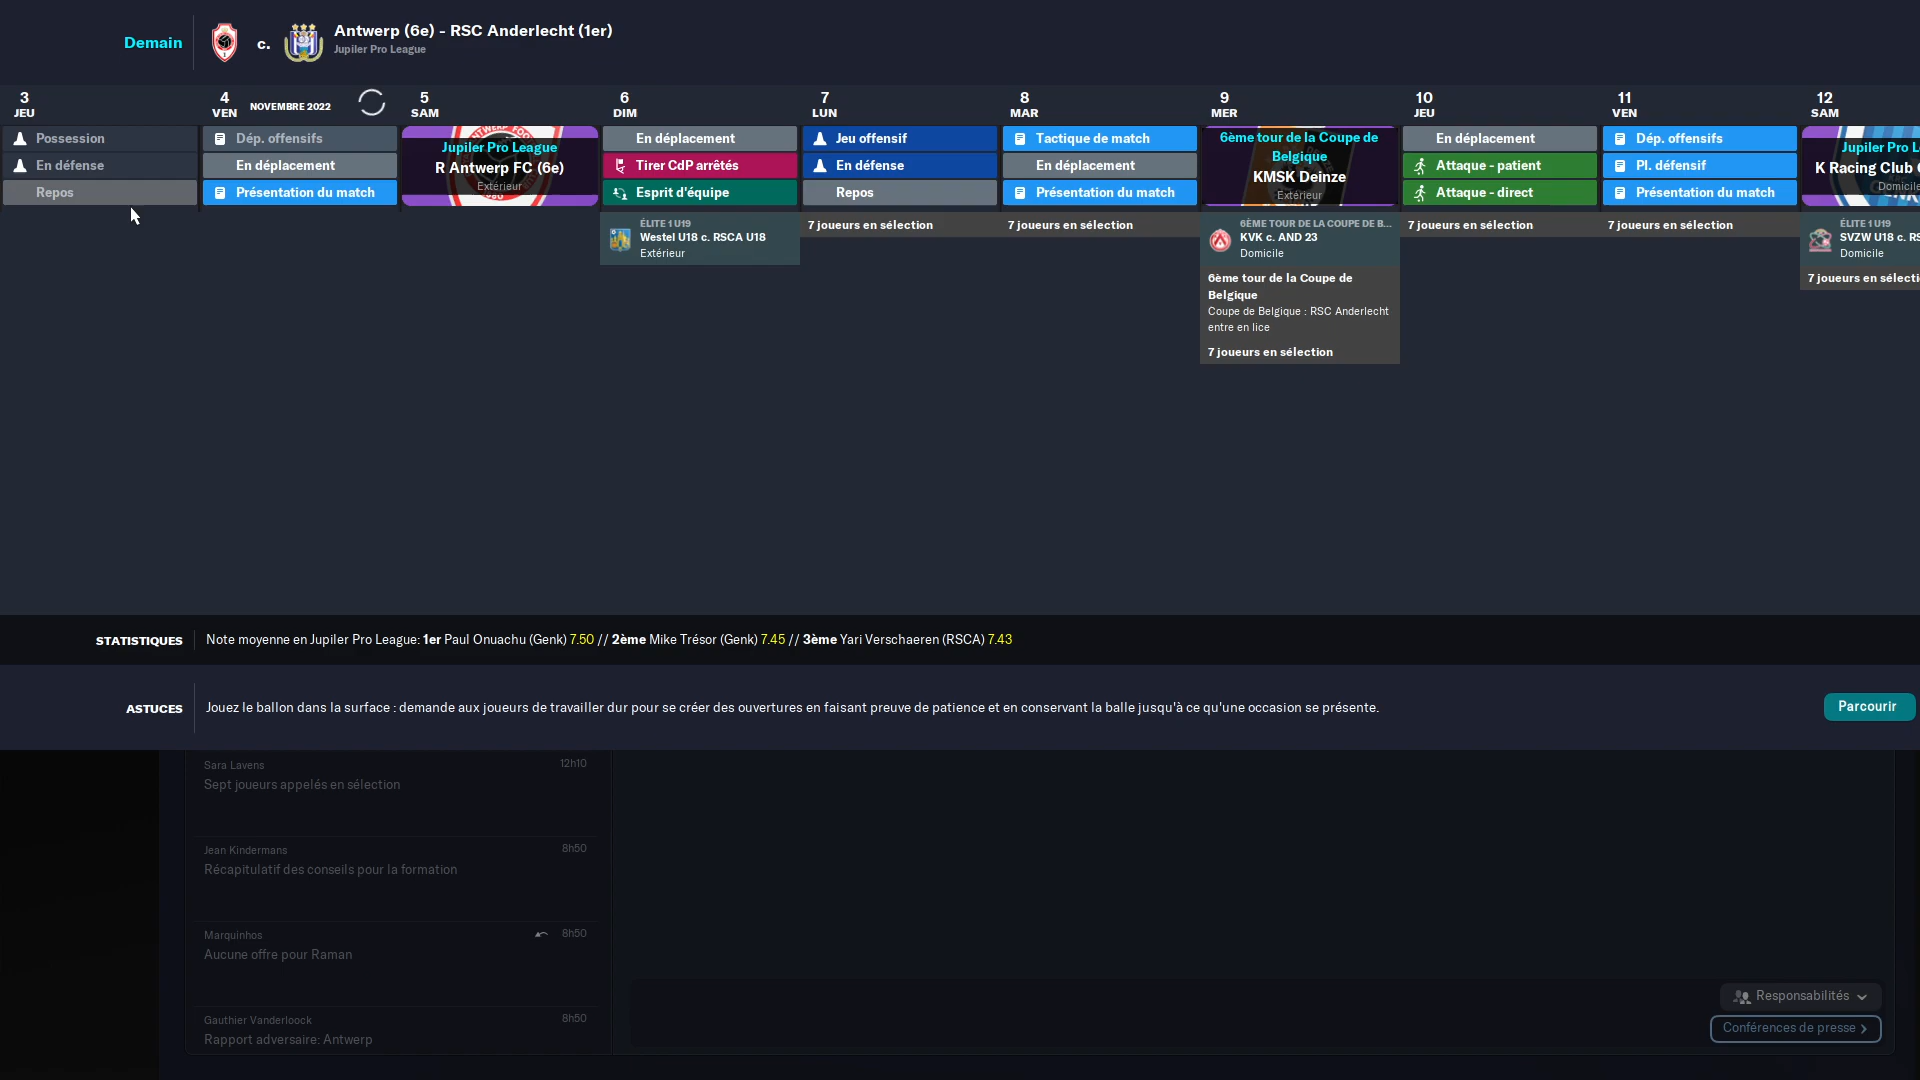 Demain
c.
Antwerp (6e) - RSC Anderlecht (1er)
Jupiler Pro League
3
JEU
4
VEN
NOVEMBRE 2022
5
SAM
6
DIM
7
LUN
8
MAR
9
MER
10
JEU
11
VEN
12
SAM
Possession
En défense
Repos
Dép. offensifs
En déplacement
Présentation du match
Jupiler Pro League
R Antwerp FC (6e)
Extérieur
En déplacement
Tirer CdP arrêtés
Esprit d'équipe
ÉLITE 1 U19
Westel U18 c. RSCA U18
Extérieur
Jeu offensif
En défense
Repos
7 joueurs en sélection
Tactique de match
En déplacement
Présentation du match
7 joueurs en sélection
6ème tour de la Coupe de
Belgique
KMSK Deinze
Extérieur
6ÈME TOUR DE LA COUPE DE B...
KVK c. AND 23
Domicile
6ème tour de la Coupe de
Belgique
Coupe de Belgique : RSC Anderlecht
entre en lice
7 joueurs en sélection
En déplacement
Attaque - patient
Attaque - direct
7 joueurs en sélection
Dép. offensifs
Pl. défensif
Présentation du match
7 joueurs en sélection
Jupiler Pro L
K Racing Club
Domicile
ÉLITE 1 U19
SVZW U18 c. RS
Domicile
7 joueurs en sélecti
STATISTIQUES
Note moyenne en Jupiler Pro League: 1er Paul Onuachu (Genk) 7.50 // 2ème Mike Trésor (Genk) 7.45 // 3ème Yari Verschaeren (RSCA) 7.43
ASTUCES
Jouez le ballon dans la surface : demande aux joueurs de travailler dur pour se créer des ouvertures en faisant preuve de patience et en conservant la balle jusqu'à ce qu'une occasion se présente.
Parcourir
Sara Lavens
12h10
Sept joueurs appelés en sélection
Jean Kindermans
8h50
Récapitulatif des conseils pour la formation
Marquinhos
8h50
Aucune offre pour Raman
Gauthier Vanderloock
8h50
Rapport adversaire: Antwerp
Responsabilités
Conférences de presse